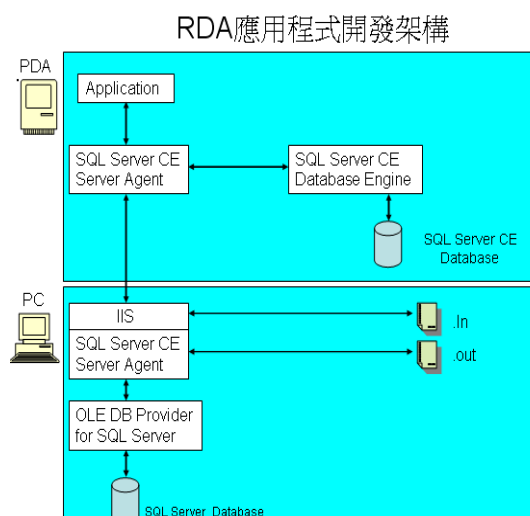 RDA應用程式開發架構
PDA
Application
SQL Server CE
Server Agent
SQL Server CE
Database Engine
SQL Server CE
Database
PC
IIS
.In
SQL Server CE
Server Agent
.out
OLE DB Provider
for SQL Server
SQL Server Database